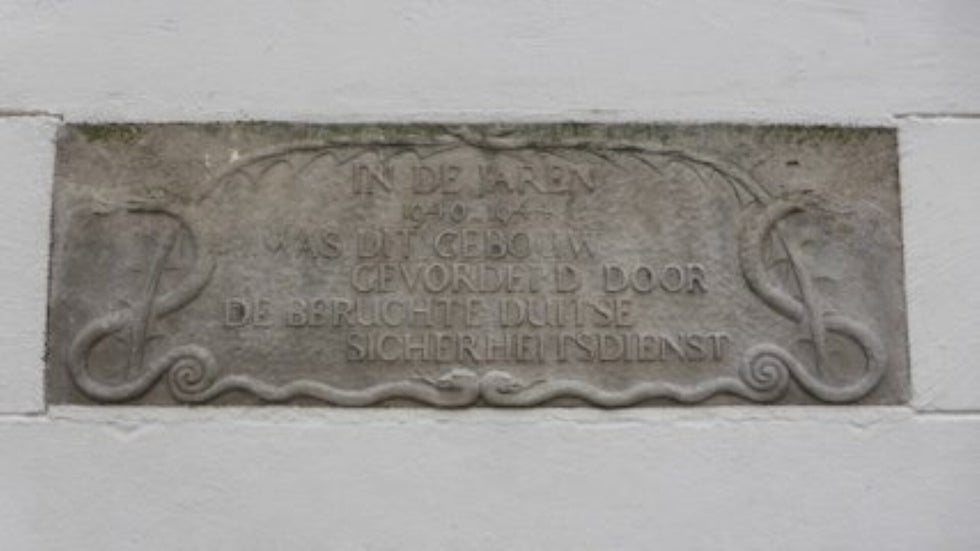 IN DE JAREN
1940 - 1944
WAS DIT GEBOUW
GEVORDERD DOOR
DE BERUCHTE DUITSE
SICHERHEITSDIENST